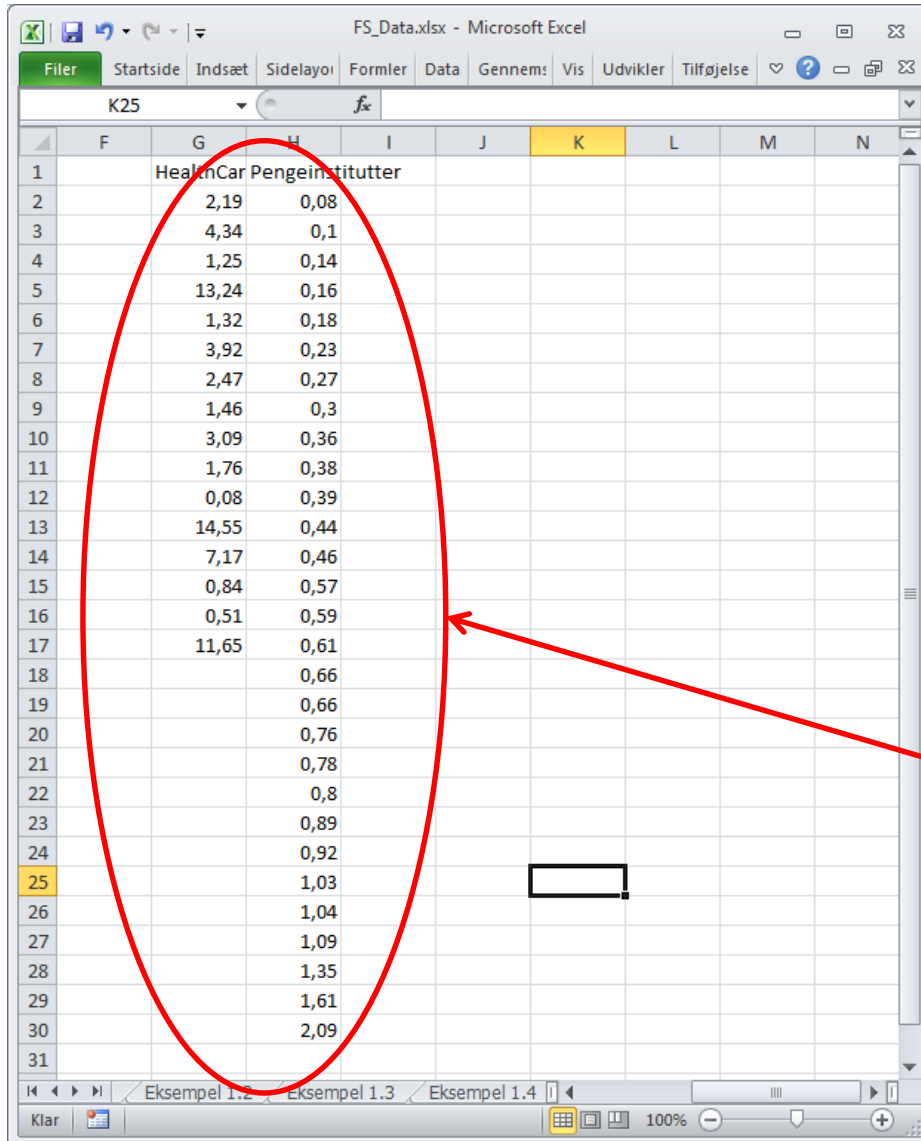 FS_Data.xlsx - Microsoft Excel
Filer Startside Indsæt Sidelayou Formler Data Gennems Vis Udvikler Tilføjelse
K25 fx
F G H I J K L M N
1 HealthCar Pengeinstitutter
2 2,19 0,08
3 4,34 0,1
4 1,25 0,14
5 13,24 0,16
6 1,32 0,18
7 3,92 0,23
8 2,47 0,27
9 1,46 0,3
10 3,09 0,36
11 1,76 0,38
12 0,08 0,39
13 14,55 0,44
14 7,17 0,46
15 0,84 0,57
16 0,51 0,59
17 11,65 0,61
18 0,66
19 0,66
20 0,76
21 0,78
22 0,8
23 0,89
24 0,92
25 1,03
26 1,04
27 1,09
28 1,35
29 1,61
30 2,09
31
Eksempel 1.2 Eksempel 1.3 Eksempel 1.4
Klar 100%